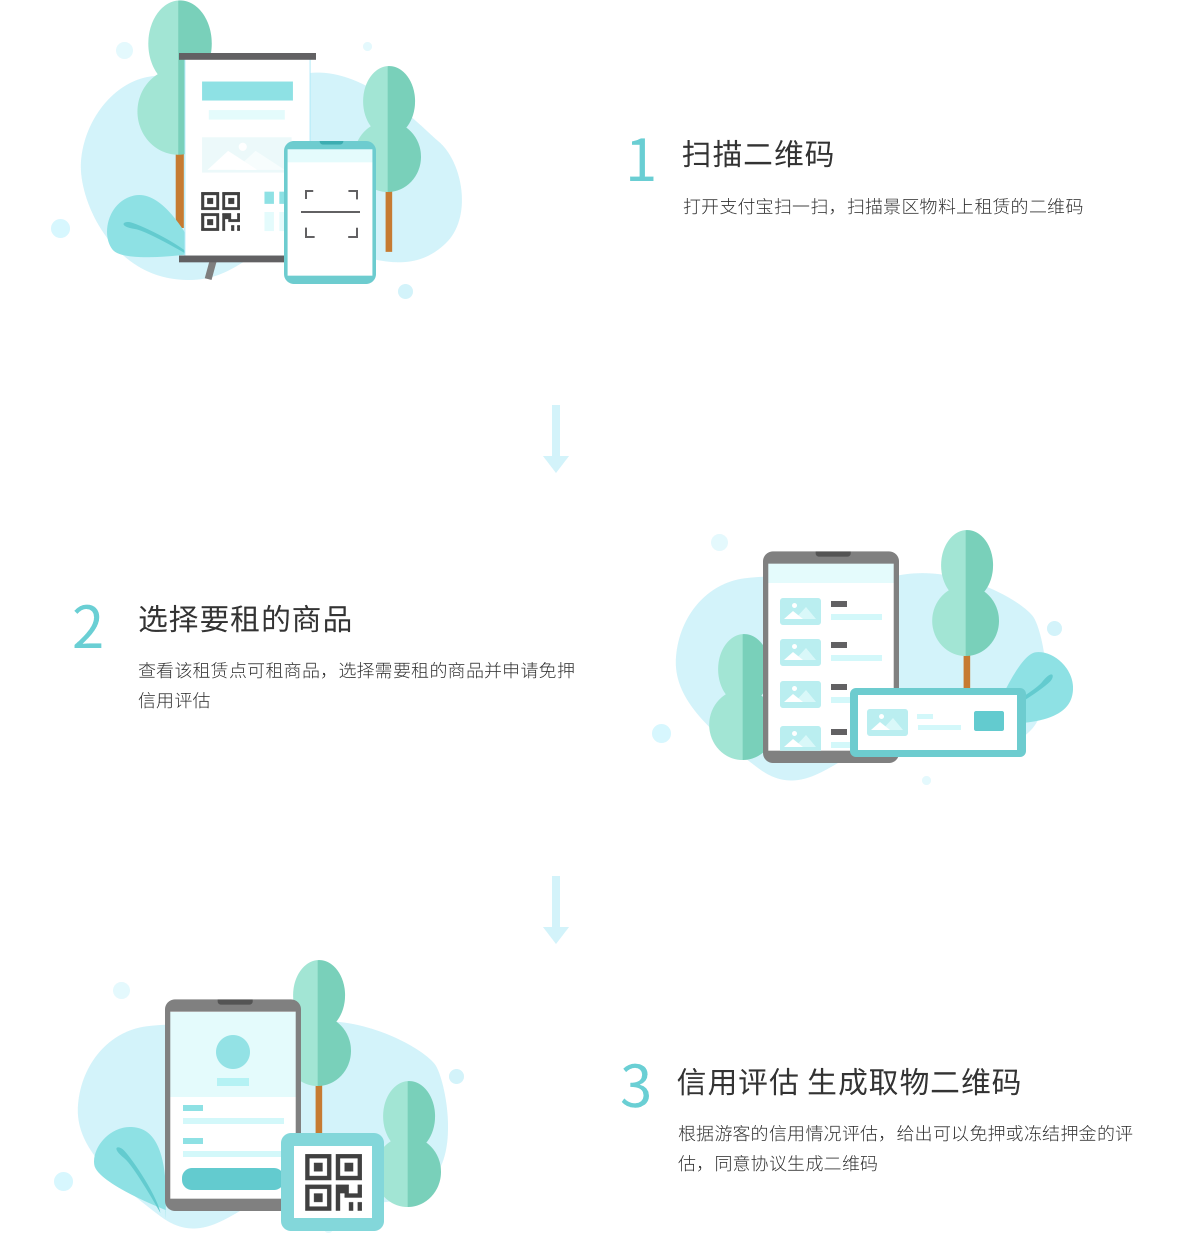 1 扫描二维码
打开支付宝扫一扫，扫描景区物料上租赁的二维码
2 选择要租的商品
查看该租赁点可租商品，选择需要租的商品并申请免押
信用评估
3 信用评估 生成取物二维码
根据游客的信用情况评估，给出可以免押或冻结押金的评
估，同意协议生成二维码